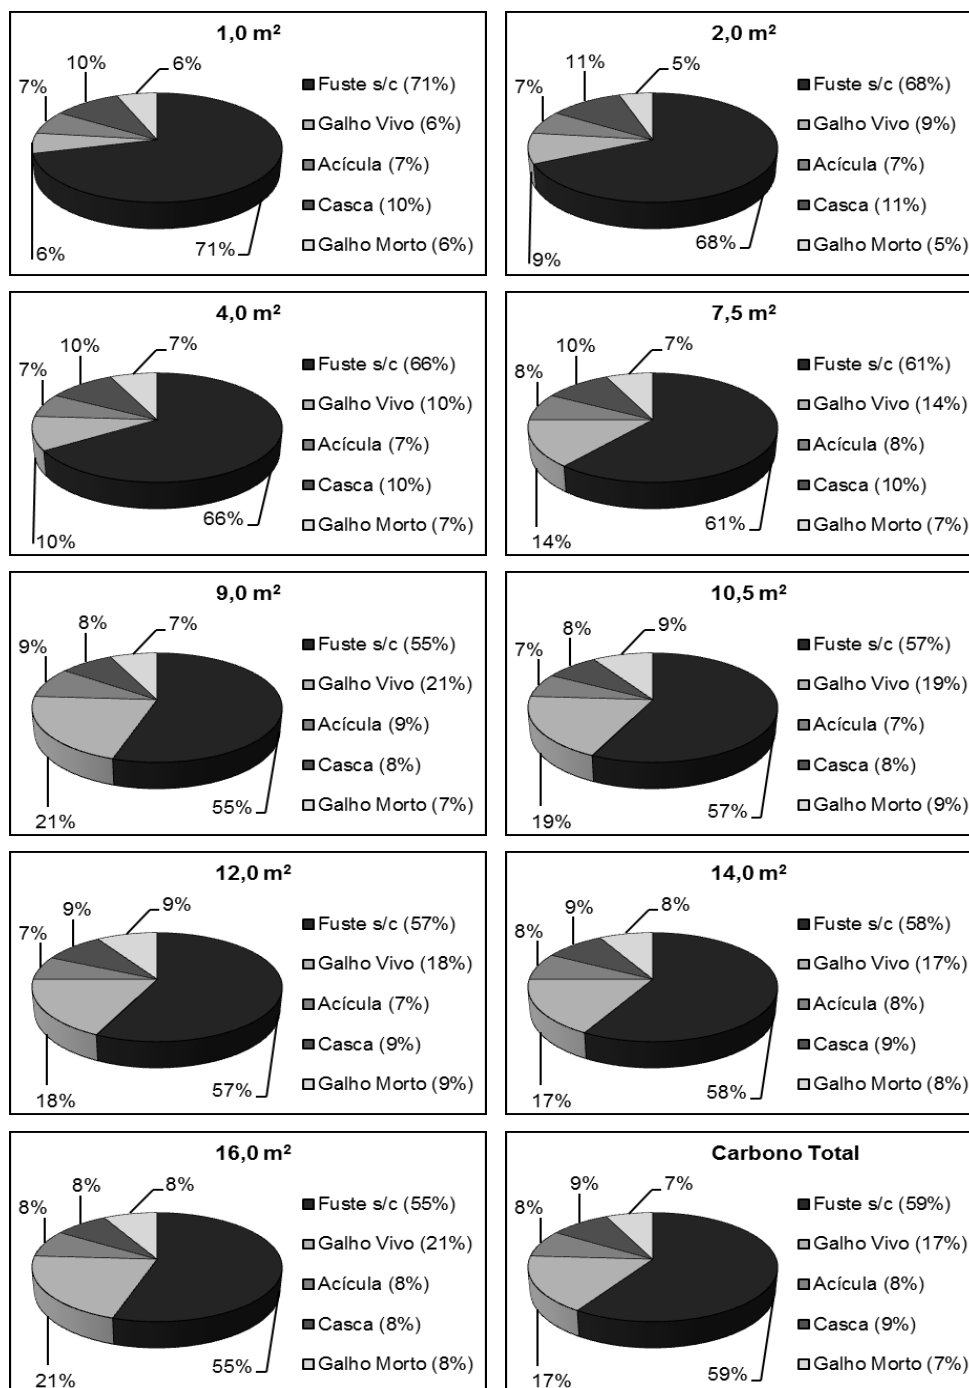 1,0 m²
10%
6%
7%
6%
71%
Fuste s/c (71%)
Galho Vivo (6%)
Acícula (7%)
Casca (10%)
Galho Morto (6%)
2,0 m²
11%
5%
7%
9%
68%
Fuste s/c (68%)
Galho Vivo (9%)
Acícula (7%)
Casca (11%)
Galho Morto (5%)
4,0 m²
10%
7%
7%
10%
66%
Fuste s/c (66%)
Galho Vivo (10%)
Acícula (7%)
Casca (10%)
Galho Morto (7%)
7,5 m²
10%
7%
8%
14%
61%
Fuste s/c (61%)
Galho Vivo (14%)
Acícula (8%)
Casca (10%)
Galho Morto (7%)
9,0 m²
8%
7%
9%
21%
55%
Fuste s/c (55%)
Galho Vivo (21%)
Acícula (9%)
Casca (8%)
Galho Morto (7%)
10,5 m²
8%
9%
7%
19%
57%
Fuste s/c (57%)
Galho Vivo (19%)
Acícula (7%)
Casca (8%)
Galho Morto (9%)
12,0 m²
9%
9%
7%
18%
57%
Fuste s/c (57%)
Galho Vivo (18%)
Acícula (7%)
Casca (9%)
Galho Morto (9%)
14,0 m²
9%
8%
8%
17%
58%
Fuste s/c (58%)
Galho Vivo (17%)
Acícula (8%)
Casca (9%)
Galho Morto (8%)
16,0 m²
8%
8%
8%
21%
55%
Fuste s/c (55%)
Galho Vivo (21%)
Acícula (8%)
Casca (8%)
Galho Morto (8%)
Carbono Total
9%
7%
8%
17%
59%
Fuste s/c (59%)
Galho Vivo (17%)
Acícula (8%)
Casca (9%)
Galho Morto (7%)